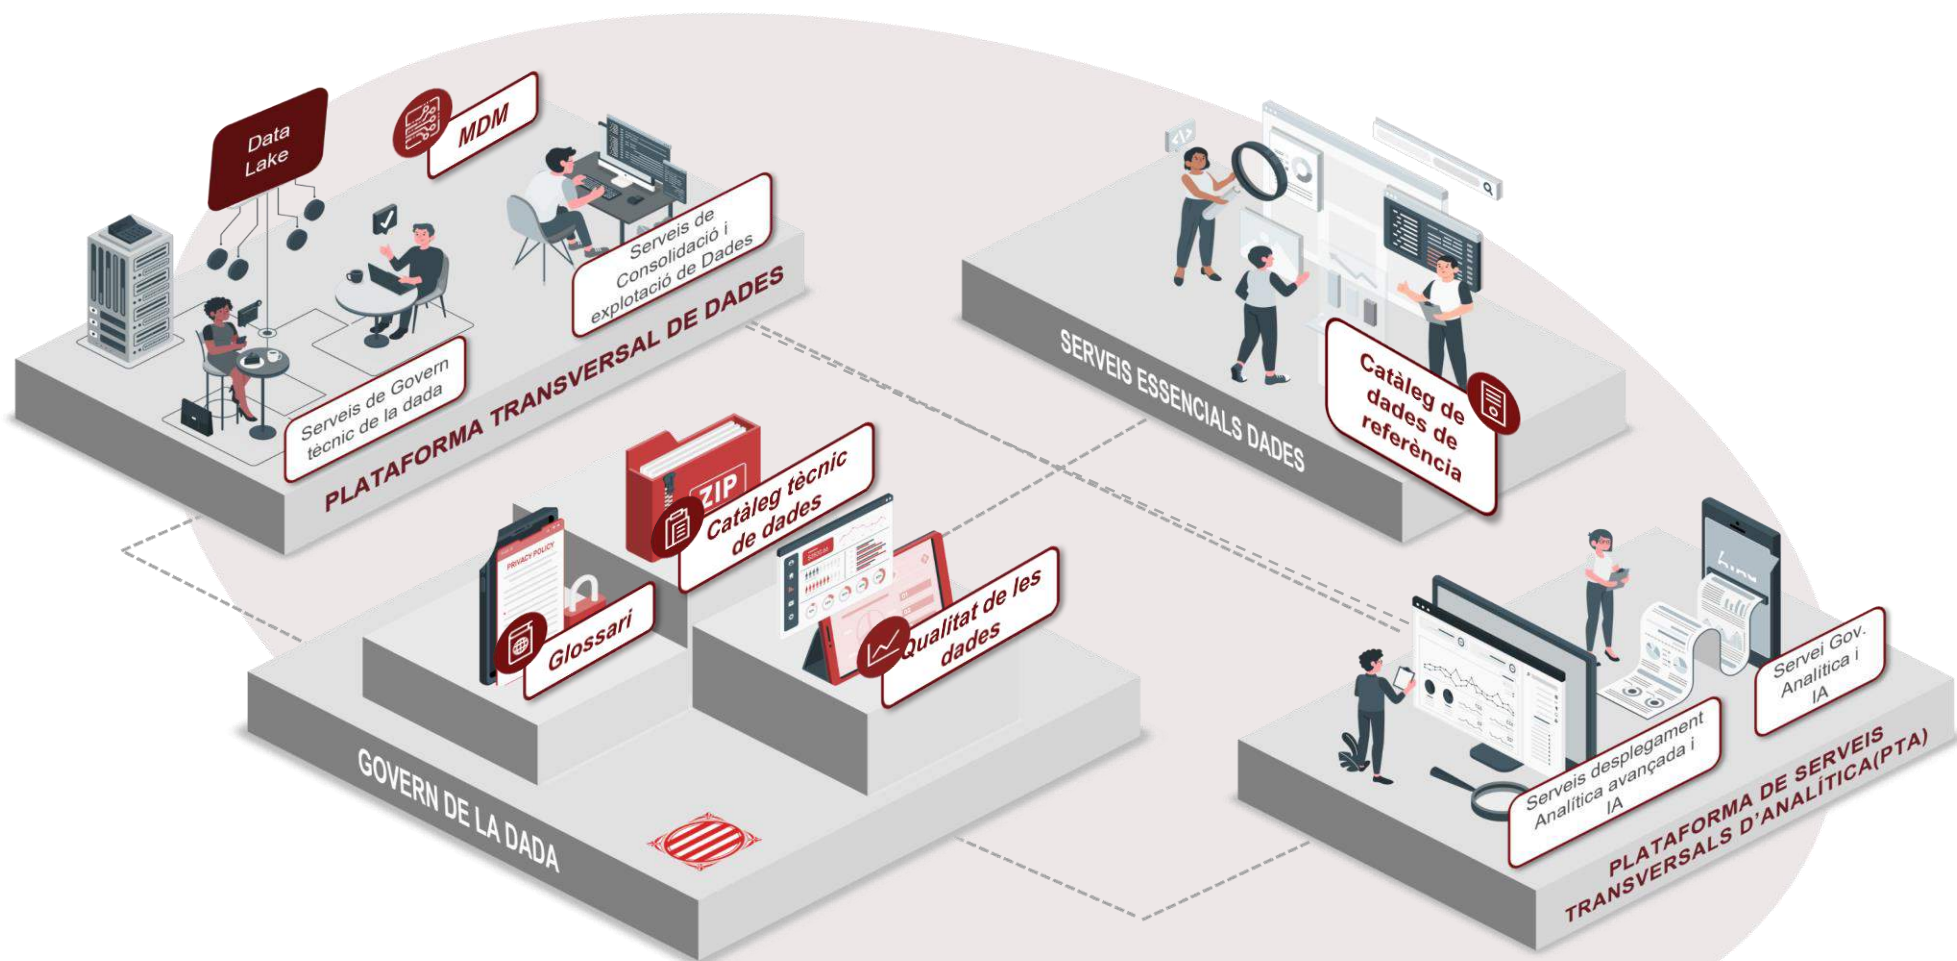 Data
Lake
MDM
Serveis de
Consolidació i
explotació de Dades
Serveis de Govern
tècnic de la dada
PLATAFORMA TRANSVERSAL DE DADES
</>
SERVEIS ESSENCIALS DADES
Catàleg de
dades de
referència
ZIP
Catàleg tècnic
de dades
PRIVACY POLICY
Glossari
Qualitat de les
dades
GOVERN DE LA DADA
Servei Gov.
Analítica i
IA
Serveis desplegament
Analítica avançada i
IA
PLATAFORMA DE SERVEIS
TRANSVERSALS D'ANALÍTICA(PTA)